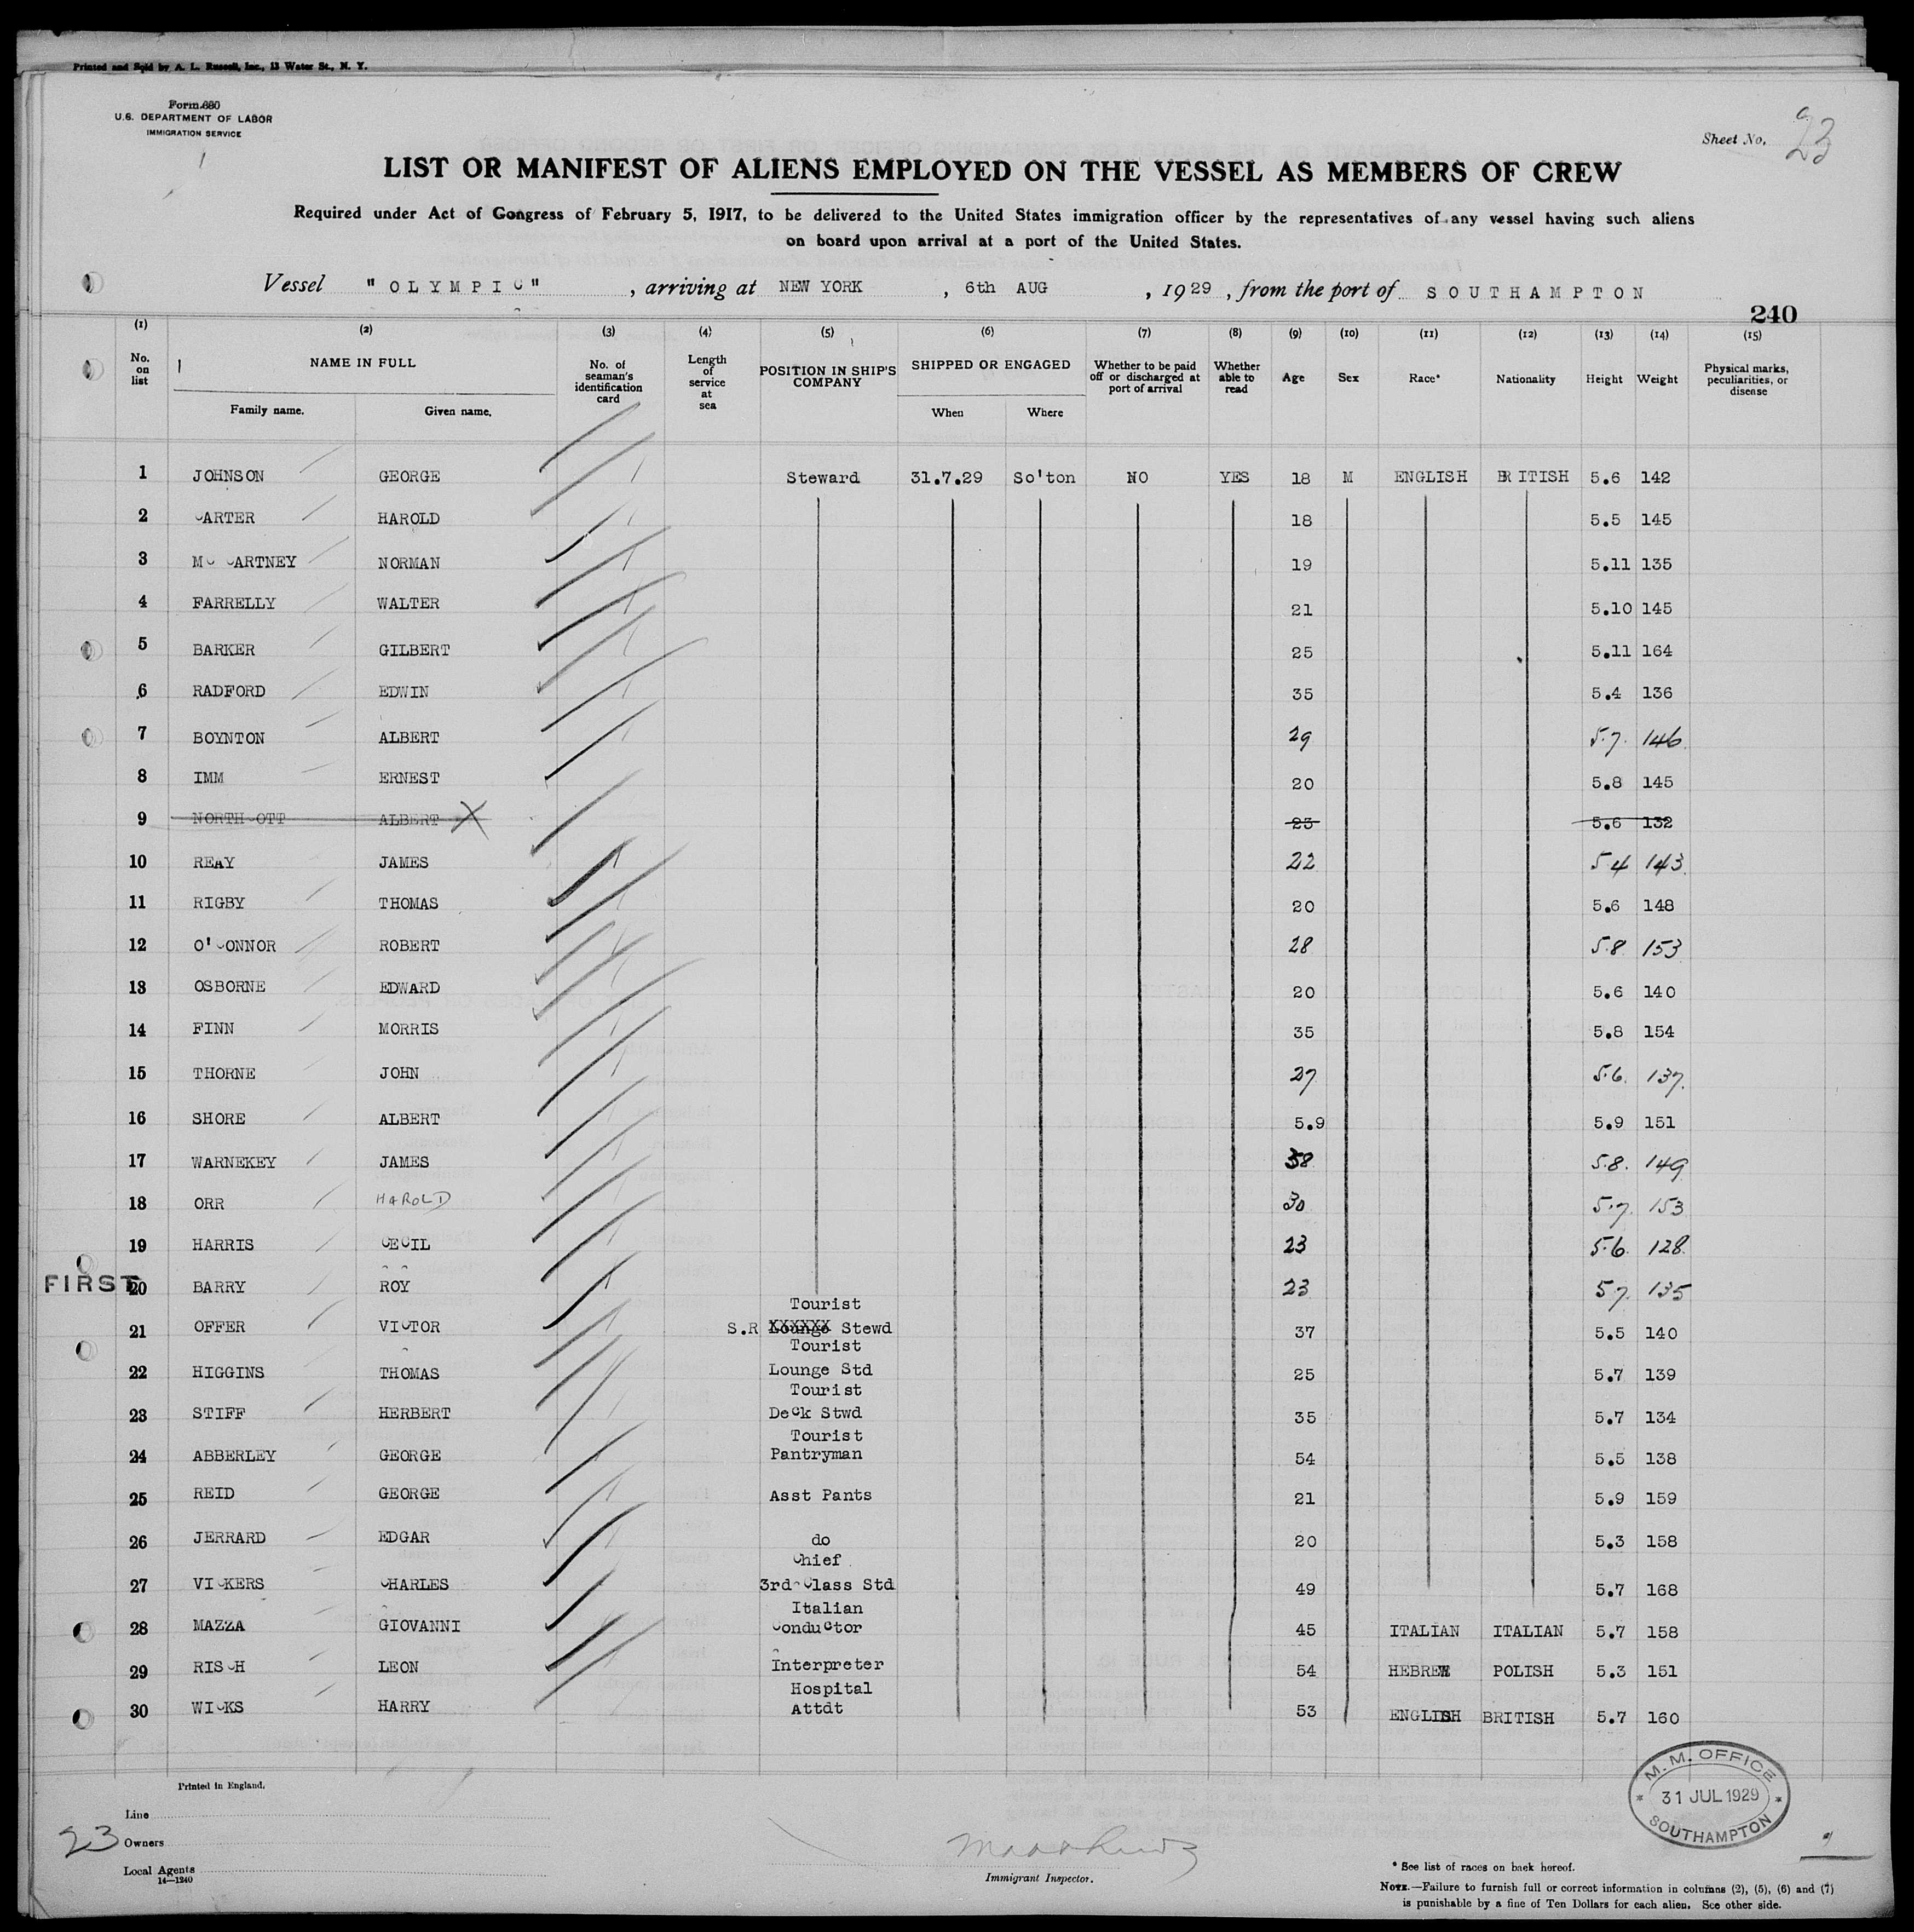 Printed and Sold by A. L. Russell, Inc., 13 Water St., N. Y.
Form 680
U.S. DEPARTMENT OF LABOR
IMMIGRATION SERVICE
Sheet No. 23
LIST OR MANIFEST OF ALIENS EMPLOYED ON THE VESSEL AS MEMBERS OF CREW
Required under Act of Congress of February 5, 1917, to be delivered to the United States immigration officer by the representatives of any vessel having such aliens
on board upon arrival at a port of the United States.
Vessel "OLYMPIC", arriving at NEW YORK, 6th AUG, 1929, from the port of SOUTHAMPTON
240
(1) (2) (3) (4) (5) (6) (7) (8) (9) (10) (11) (12) (13) (14) (15)
No. on list NAME IN FULL Family name. Given name. No. of seaman's identification card Length of service at sea POSITION IN SHIP'S COMPANY SHIPPED OR ENGAGED When Where Whether to be paid off or discharged at port of arrival Whether able to read Age Sex Race* Nationality Height Weight Physical marks, peculiarities, or disease
1 JOHNSON GEORGE Steward 31.7.29 So'ton NO YES 18 M ENGLISH BRITISH 5.6 142
2 CARTER HAROLD 18 5.5 145
3 McCARTNEY NORMAN 19 5.11 135
4 FARRELLY WALTER 21 5.10 145
5 BARKER GILBERT 25 5.11 164
6 RADFORD EDWIN 35 5.4 136
7 BOYNTON ALBERT 29 5.7. 146
8 IMM ERNEST 20 5.8 145
9 NORTHCOTT ALBERT X 23 5.6 132
10 REAY JAMES 22 5 4 143
11 RIGBY THOMAS 20 5.6 148
12 O'CONNOR ROBERT 28 5.8 153
13 OSBORNE EDWARD 20 5.6 140
14 FINN MORRIS 35 5.8 154
15 THORNE JOHN 27 5.6. 137.
16 SHORE ALBERT 5.9 5.9 151
17 WARNEKEY JAMES 38 5.8. 149
18 ORR HAROLD 30 5.7. 153
19 HARRIS CECIL 23 5.6. 128
FIRST
20 BARRY ROY 23 5 7. 135
21 OFFER VICTOR Tourist S.R Lounge Stewd 37 5.5 140
22 HIGGINS THOMAS Tourist Lounge Std 25 5.7 139
23 STIFF HERBERT Tourist Deck Stwd 35 5.7 134
24 ABBERLEY GEORGE Tourist Pantryman 54 5.5 138
25 REID GEORGE Asst Pants 21 5.9 159
26 JERRARD EDGAR do 20 5.3 158
27 VICKERS CHARLES Chief 3rd Class Std 49 5.7 168
28 MAZZA GIOVANNI Italian Conductor 45 ITALIAN ITALIAN 5.7 158
29 RISCH LEON Interpreter 54 HEBREW POLISH 5.3 151
30 WICKS HARRY Hospital Attdt 53 ENGLISH BRITISH 5.7 160
M. M. OFFICE
* 31 JUL 1929 *
SOUTHAMPTON
Printed in England.
Line
23 Owners
Local Agents
14—1240
Immigrant Inspector.
* See list of races on back hereof.
NOTE.—Failure to furnish full or correct information in columns (2), (5), (6) and (7)
is punishable by a fine of Ten Dollars for each alien. See other side.